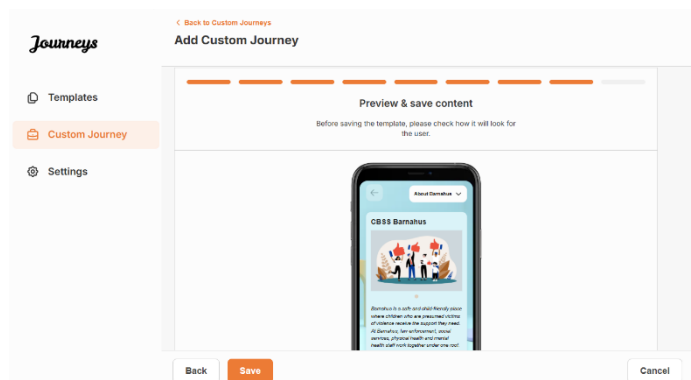 < Back to Custom Journeys
Journeys
Add Custom Journey
Templates
Custom Journey
Settings
Preview & save content
Before saving the template, please check how it will look for
the user.
About Barnahus
CBSS Barnahus
Barnahus is a safe and child-friendly place
where children who are presumed victims
of violence receive the support they need.
At Barnahus, law enforcement, social
services, physical health and mental
health staff work together under one roof
Back
Save
Cancel